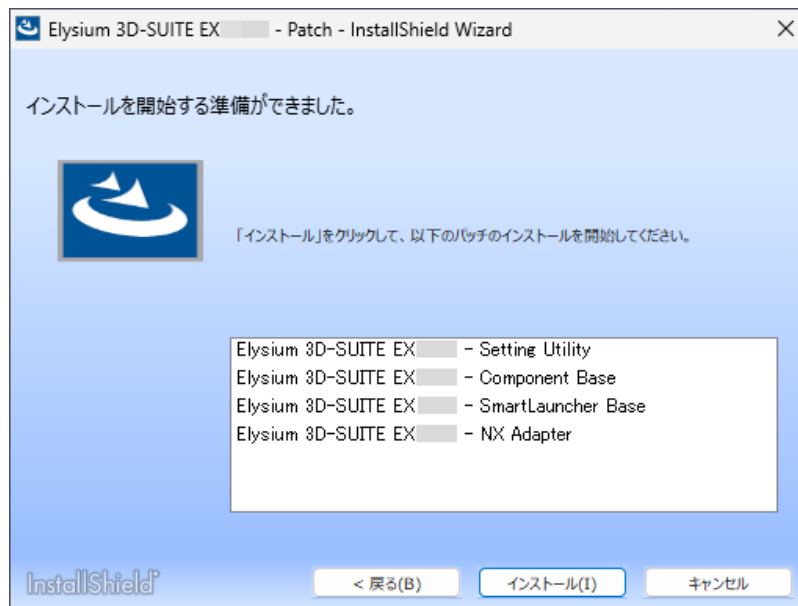 Elysium 3D-SUITE EX - Patch - InstallShield Wizard
インストールを開始する準備ができました。
「インストール」をクリックして、以下のパッチのインストールを開始してください。
Elysium 3D-SUITE EX - Setting Utility
Elysium 3D-SUITE EX - Component Base
Elysium 3D-SUITE EX - SmartLauncher Base
Elysium 3D-SUITE EX - NX Adapter
InstallShield
< 戻る(B) インストール(I) キャンセル